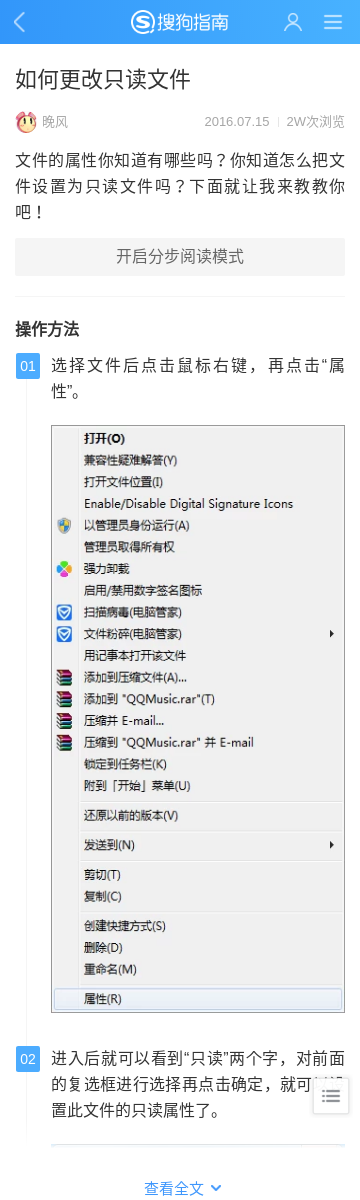 搜狗指南
如何更改只读文件
晚风
2016.07.15
2W次浏览
文件的属性你知道有哪些吗？你知道怎么把文
件设置为只读文件吗？下面就让我来教教你
吧！
开启分步阅读模式
操作方法
01
选择文件后点击鼠标右键，再点击“属
性”。
打开(O)
兼容性疑难解答(Y)
打开文件位置(I)
Enable/Disable Digital Signature Icons
以管理员身份运行(A)
管理员取得所有权
强力卸载
启用/禁用数字签名图标
扫描病毒(电脑管家)
文件粉碎(电脑管家)
用记事本打开该文件
添加到压缩文件(A)...
添加到 "QQMusic.rar"(T)
压缩并 E-mail...
压缩到 "QQMusic.rar" 并 E-mail
锁定到任务栏(K)
附到「开始」菜单(U)
还原以前的版本(V)
发送到(N)
剪切(T)
复制(C)
创建快捷方式(S)
删除(D)
重命名(M)
属性(R)
02
进入后就可以看到“只读”两个字，对前面
的复选框进行选择再点击确定，就可
置此文件的只读属性了。
查看全文